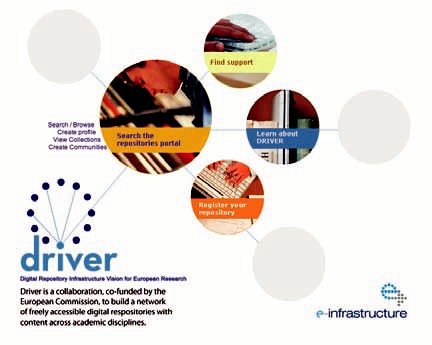 Find support
Search / Browse
Create profile
View Collections
Create Communities
Search the
repositories portal
Learn about
DRIVER
Register your
repository
driver
Digital Repository Infrastructure Vision for European Research
Driver is a collaboration, co-funded by the
European Commission, to build a network
of freely accessible digital respositories with
content across academic disciplines.
e-infrastructure